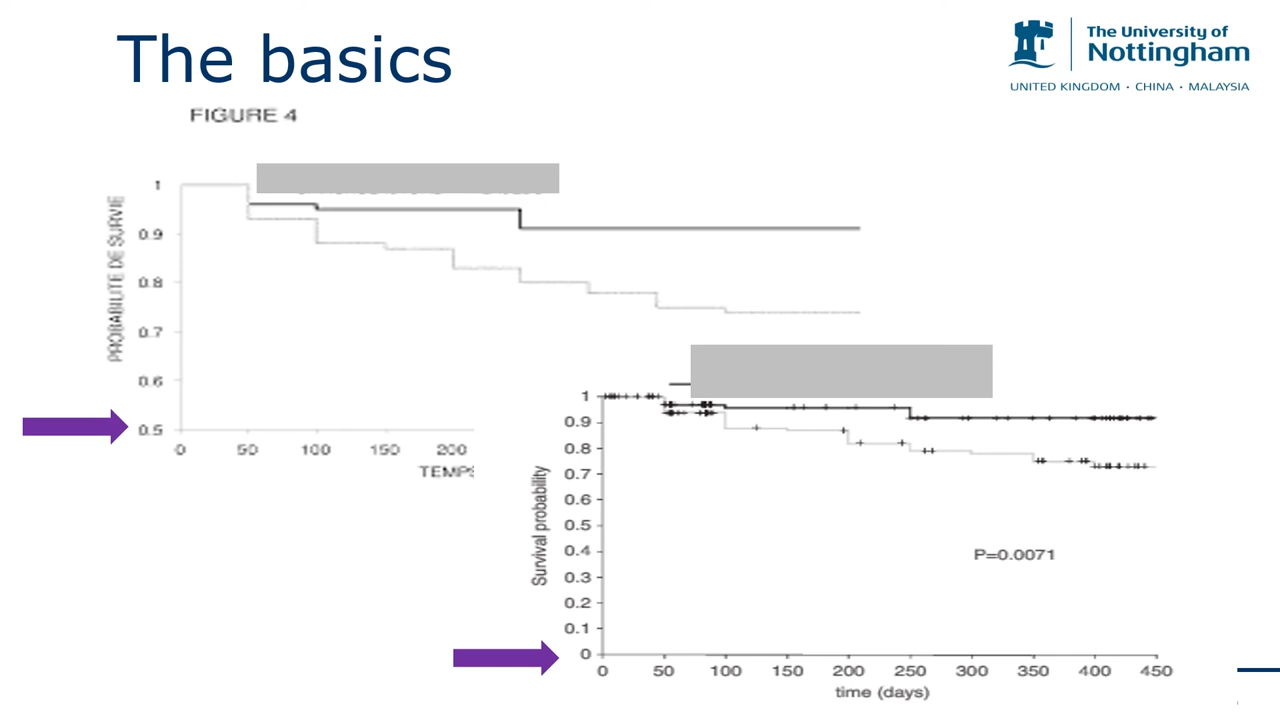 The basics
The University of
Nottingham
UNITED KINGDOM · CHINA · MALAYSIA
FIGURE 4
PROBABILITE DE SURVIE
1
0.9
0.8
0.7
0.6
0.5
0 50 100 150 200
TEMPS
Survival probability
1
0.9
0.8
0.7
0.6
0.5
0.4
0.3
0.2
0.1
0
P=0.0071
0 50 100 150 200 250 300 350 400 450
time (days)